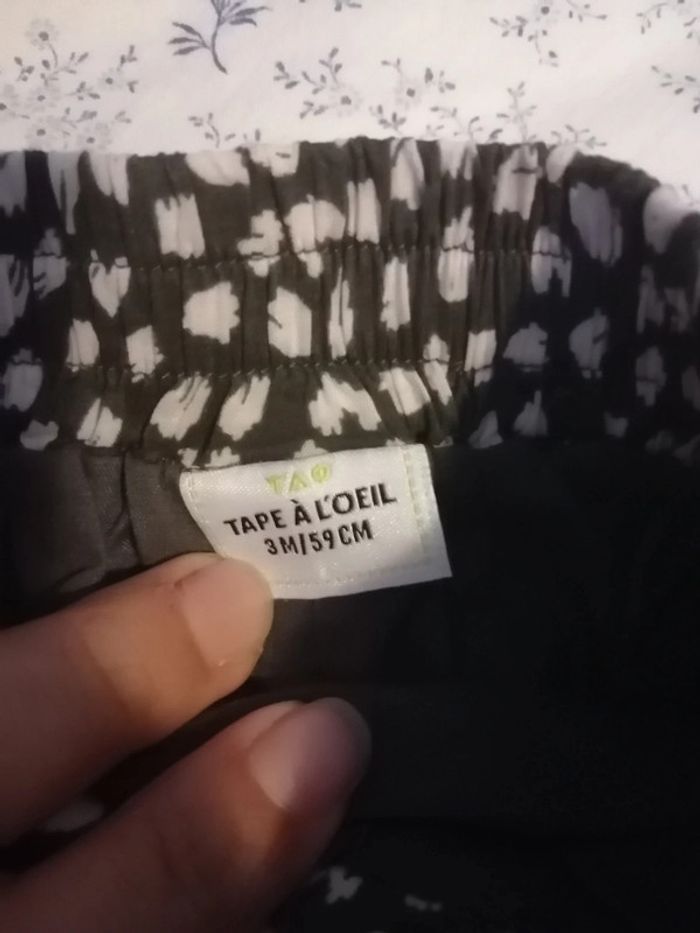 TAO
TAPE À L'OEIL
3M/59CM